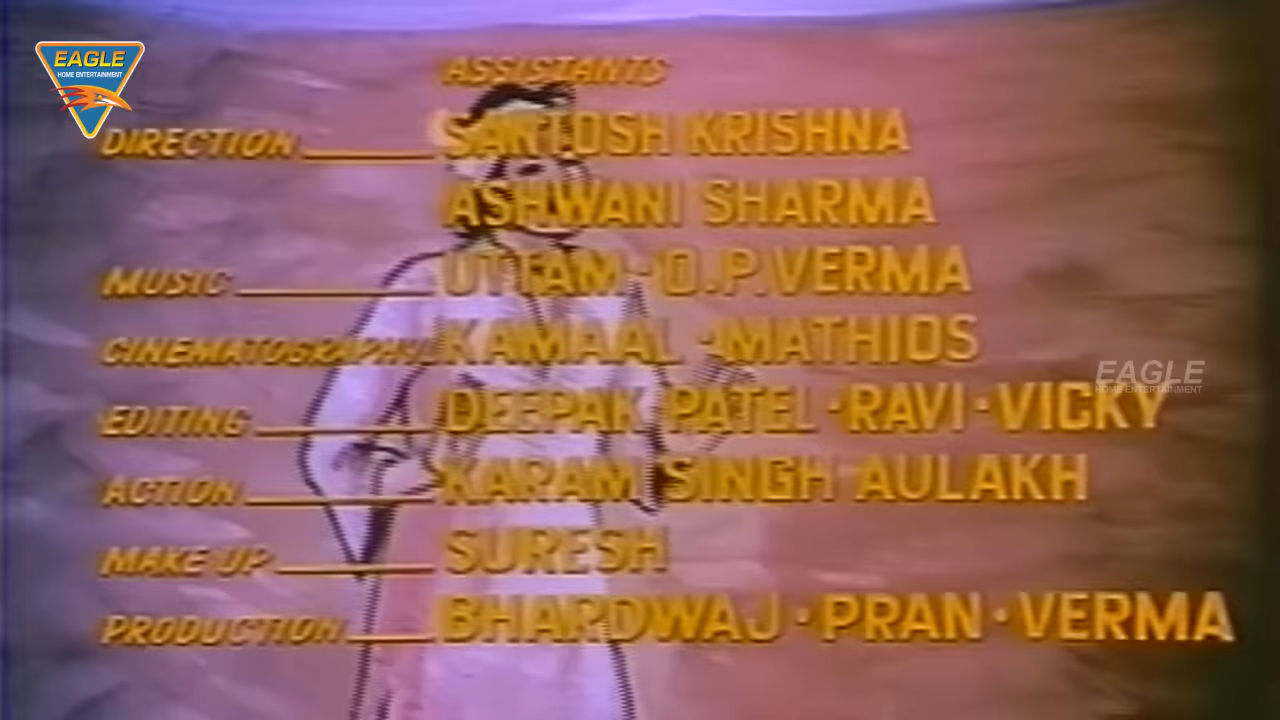 EAGLE
HOME ENTERTAINMENT
ASSISTANTS
DIRECTION SANTOSH KRISHNA
ASHWANI SHARMA
MUSIC UTTAM · O.P. VERMA
CINEMATOGRAPHY KAMAAL · MATHIOS
EAGLE
HOME ENTERTAINMENT
EDITING DEEPAK PATEL · RAVI · VICKY
ACTION KARAM SINGH AULAKH
MAKE UP SURESH
PRODUCTION BHARDWAJ · PRAN · VERMA